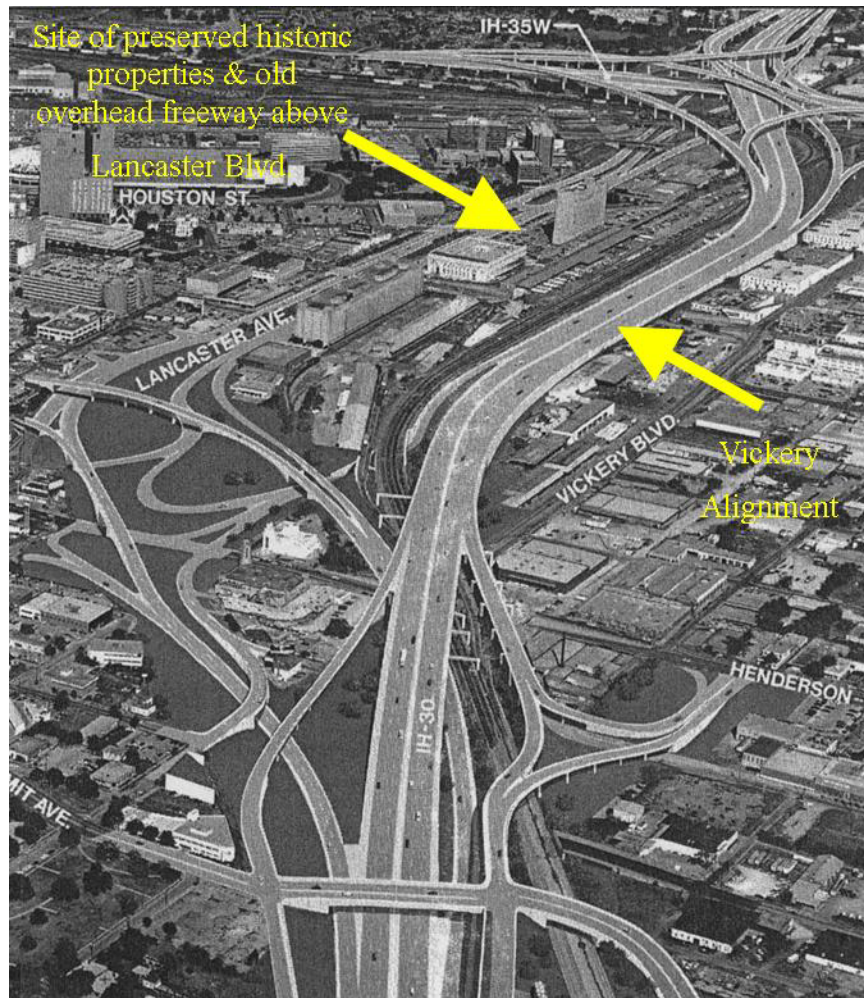 Site of preserved historic
properties & old
overhead freeway above
Lancaster Blvd
IH-35W
HOUSTON ST.
LANCASTER AVE.
VICKERY BLVD.
Vickery
Alignment
HENDERSON
IH-30
MIT AVE.